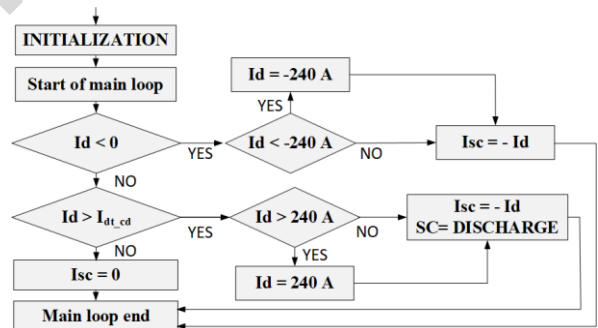 INITIALIZATION
Start of main loop
Id = -240 A
YES
Id < 0
YES
Id < -240 A
NO
Isc = - Id
NO
Id > Idt_cd
YES
Id > 240 A
NO
Isc = - Id
SC= DISCHARGE
NO
YES
Isc = 0
Id = 240 A
Main loop end